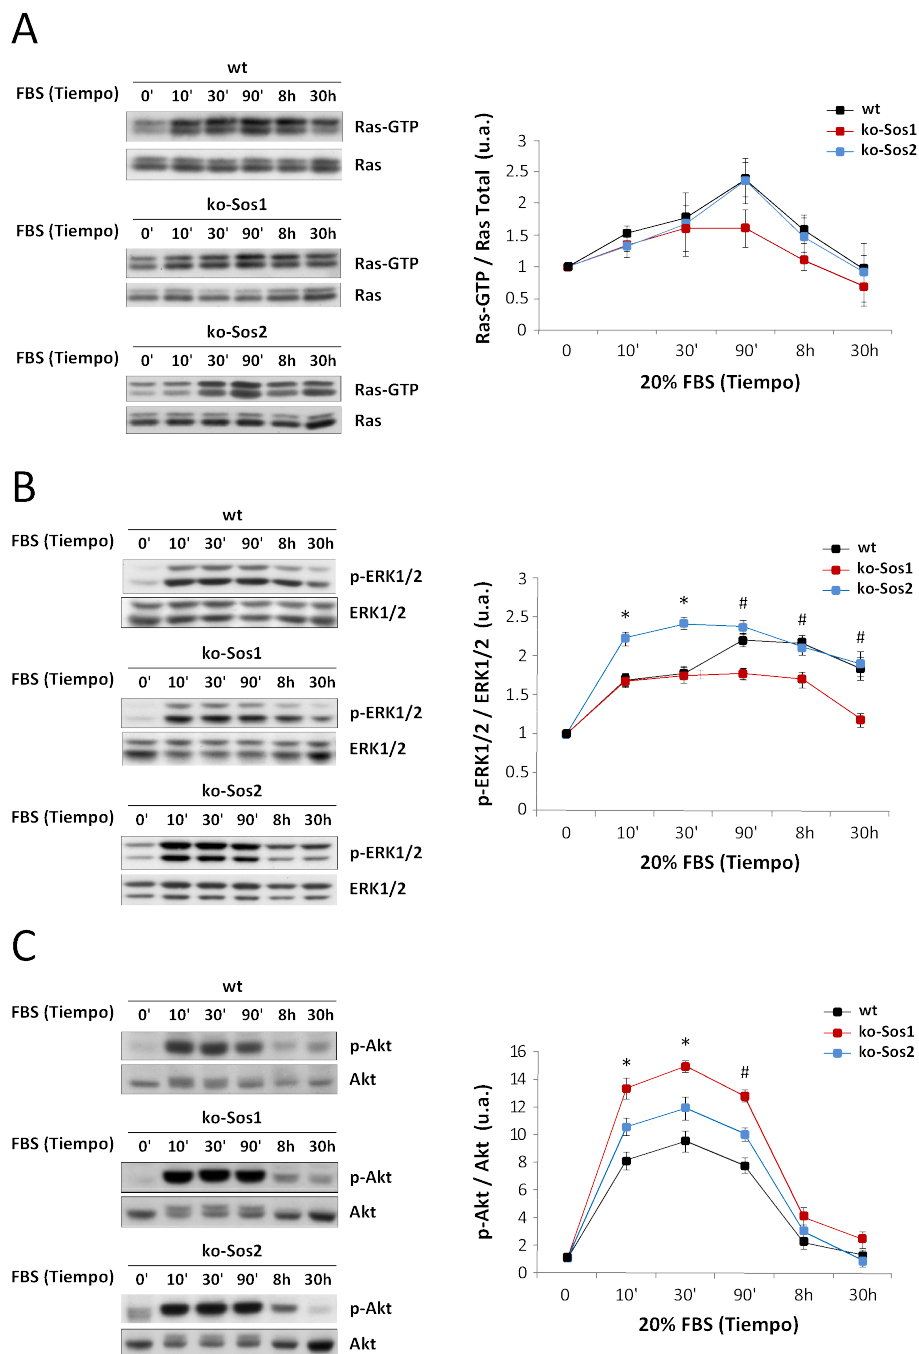 A
wt
FBS (Tiempo) 0' 10' 30' 90' 8h 30h
Ras-GTP
Ras
ko-Sos1
FBS (Tiempo) 0' 10' 30' 90' 8h 30h
Ras-GTP
Ras
ko-Sos2
FBS (Tiempo) 0' 10' 30' 90' 8h 30h
Ras-GTP
Ras
wt
ko-Sos1
ko-Sos2
Ras-GTP / Ras Total (u.a.)
3
2.5
2
1.5
1
0.5
0
0 10' 30' 90' 8h 30h
20% FBS (Tiempo)
B
wt
FBS (Tiempo) 0' 10' 30' 90' 8h 30h
p-ERK1/2
ERK1/2
ko-Sos1
FBS (Tiempo) 0' 10' 30' 90' 8h 30h
p-ERK1/2
ERK1/2
ko-Sos2
FBS (Tiempo) 0' 10' 30' 90' 8h 30h
p-ERK1/2
ERK1/2
wt
ko-Sos1
ko-Sos2
p-ERK1/2 / ERK1/2 (u.a.)
3
2.5
2
1.5
1
0.5
0
* * # # #
0 10' 30' 90' 8h 30h
20% FBS (Tiempo)
C
wt
FBS (Tiempo) 0' 10' 30' 90' 8h 30h
p-Akt
Akt
ko-Sos1
FBS (Tiempo) 0' 10' 30' 90' 8h 30h
p-Akt
Akt
ko-Sos2
FBS (Tiempo) 0' 10' 30' 90' 8h 30h
p-Akt
Akt
wt
ko-Sos1
ko-Sos2
p-Akt / Akt (u.a.)
16
14
12
10
8
6
4
2
0
* * #
0 10' 30' 90' 8h 30h
20% FBS (Tiempo)